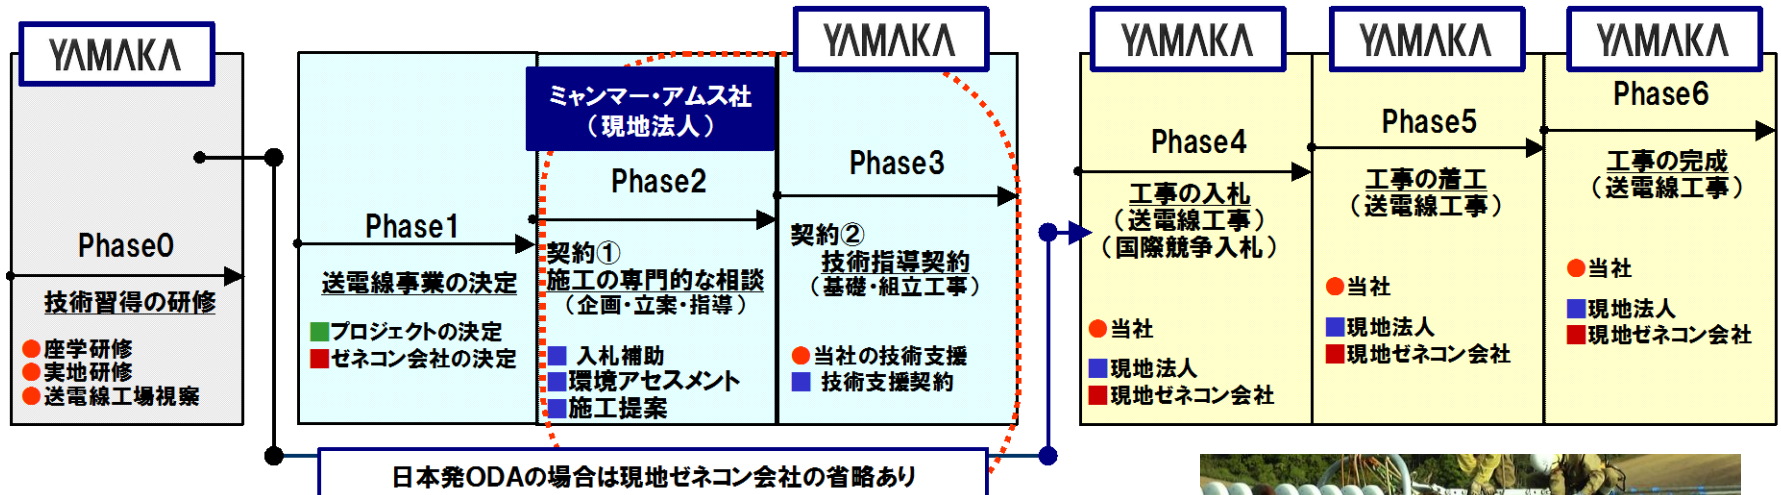 YAMAKA
Phase0
技術習得の研修
●座学研修
●実地研修
●送電線工場視察
Phase1
送電線事業の決定
■プロジェクトの決定
■ゼネコン会社の決定
ミャンマー・アムス社
（現地法人）
Phase2
契約①
施工の専門的な相談
（企画・立案・指導）
■ 入札補助
■環境アセスメント
■施工提案
YAMAKA
Phase3
契約②
技術指導契約
（基礎・組立工事）
●当社の技術支援
■ 技術支援契約
YAMAKA
Phase4
工事の入札
（送電線工事）
（国際競争入札）
●当社
■現地法人
■現地ゼネコン会社
YAMAKA
Phase5
工事の着工
（送電線工事）
●当社
■現地法人
■現地ゼネコン会社
YAMAKA
Phase6
工事の完成
（送電線工事）
●当社
■現地法人
■現地ゼネコン会社
日本発ODAの場合は現地ゼネコン会社の省略あり